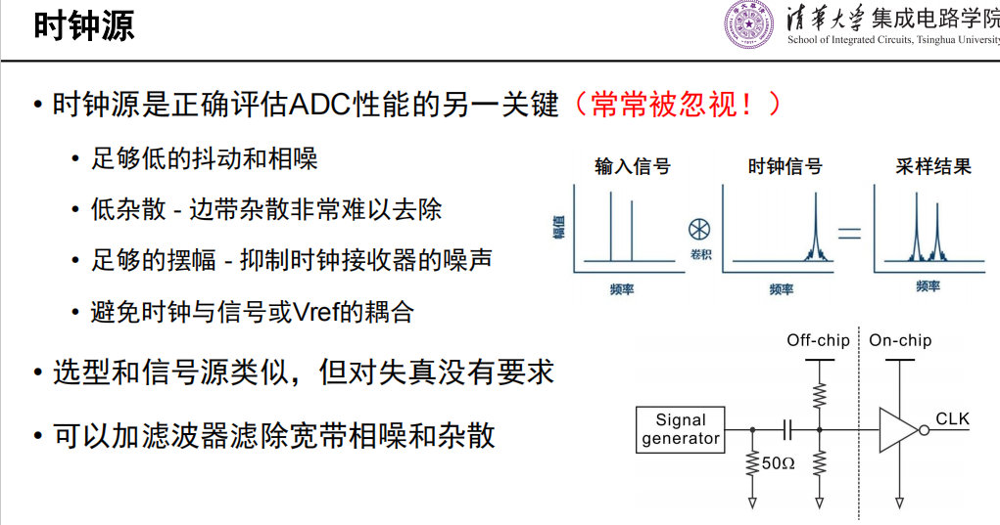 时钟源
清华大学 集成电路学院
School of Integrated Circuits, Tsinghua University
• 时钟源是正确评估ADC性能的另一关键（常常被忽视！）
• 足够低的抖动和相噪
• 低杂散 - 边带杂散非常难以去除
• 足够的摆幅 - 抑制时钟接收器的噪声
• 避免时钟与信号或Vref的耦合
• 选型和信号源类似，但对失真没有要求
• 可以加滤波器滤除宽带相噪和杂散
输入信号
时钟信号
采样结果
幅值
卷积
频率
频率
频率
Off-chip
On-chip
Signal
generator
50Ω
CLK